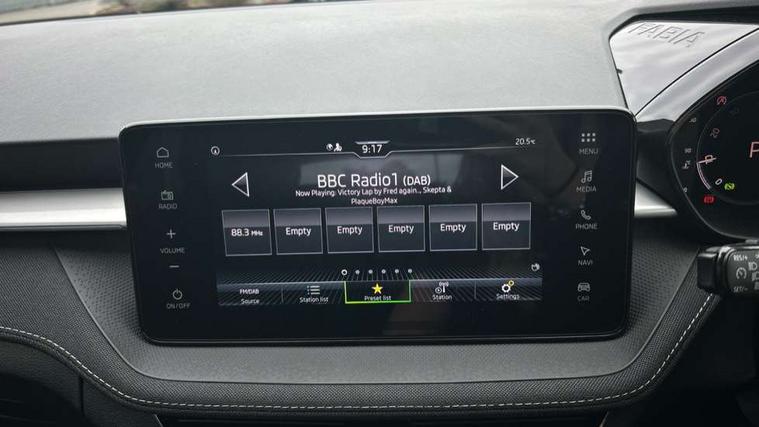 FABIA
9:17
20.5°C
HOME
RADIO
VOLUME
ON/OFF
BBC Radio1 (DAB)
Now Playing: Victory Lap by Fred again.., Skepta &
PlaqueBoyMax
88.3 MHz
Empty
Empty
Empty
Empty
Empty
FM/DAB
Source
Station list
Preset list
Station
Settings
MENU
MEDIA
PHONE
NAVI
CAR
P
RES/+
SET/-